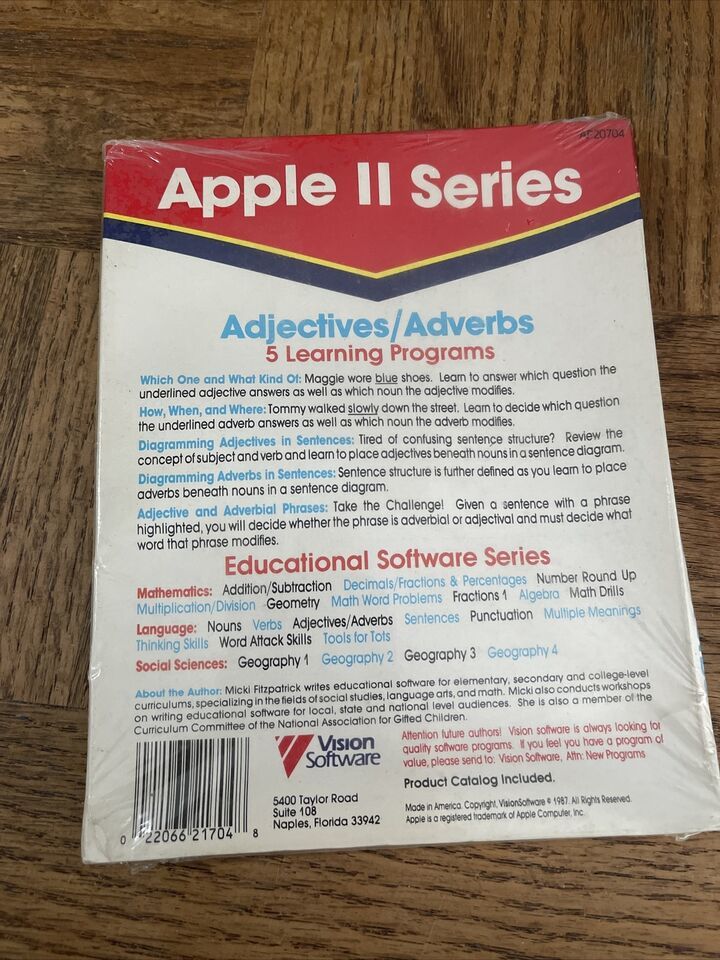 AE20704
Apple II Series
Adjectives/Adverbs
5 Learning Programs
Which One and What Kind Of: Maggie wore blue shoes. Learn to answer which question the
underlined adjective answers as well as which noun the adjective modifies.
How, When, and Where: Tommy walked slowly down the street. Learn to decide which question
the underlined adverb answers as well as which noun the adverb modifies.
Diagramming Adjectives in Sentences: Tired of confusing sentence structure? Review the
concept of subject and verb and learn to place adjectives beneath nouns in a sentence diagram.
Diagramming Adverbs in Sentences: Sentence structure is further defined as you learn to place
adverbs beneath nouns in a sentence diagram.
Adjective and Adverbial Phrases: Take the Challenge! Given a sentence with a phrase
highlighted, you will decide whether the phrase is adverbial or adjectival and must decide what
word that phrase modifies.
Educational Software Series
Mathematics: Addition/Subtraction Decimals/Fractions & Percentages Number Round Up
Multiplication/Division Geometry Math Word Problems Fractions 1 Algebra Math Drills
Language: Nouns Verbs Adjectives/Adverbs Sentences Punctuation Multiple Meanings
Thinking Skills Word Attack Skills Tools for Tots
Social Sciences: Geography 1 Geography 2 Geography 3 Geography 4
About the Author: Micki Fitzpatrick writes educational software for elementary, secondary and college-level
curriculums, specializing in the fields of social studies, language arts, and math. Micki also conducts workshops
on writing educational software for local, state and national level audiences. She is also a member of the
Curriculum Committee of the National Association for Gifted Children.
Vision
Software
5400 Taylor Road
Suite 108
Naples, Florida 33942
Attention future authors! Vision software is always looking for
quality software programs. If you feel you have a program of
value, please send to: Vision Software, Attn: New Programs
Product Catalog Included.
Made in America. Copyright, VisionSoftware © 1987. All Rights Reserved.
Apple is a registered trademark of Apple Computer, Inc.
0 22066 21704 8